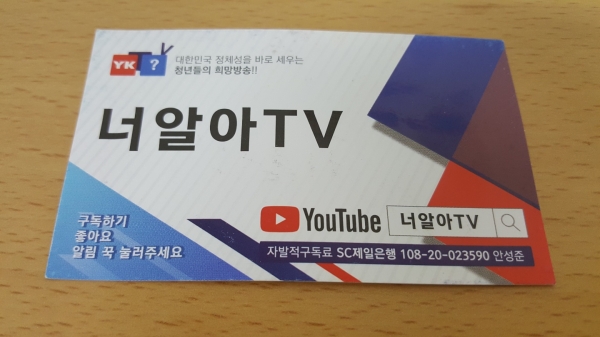 YK TV ?
대한민국 정체성을 바로 세우는
청년들의 희망방송!!
너알아TV
구독하기
좋아요
알림 꾹 눌러주세요
YouTube 너알아TV
자발적구독료 SC제일은행 108-20-023590 안성준